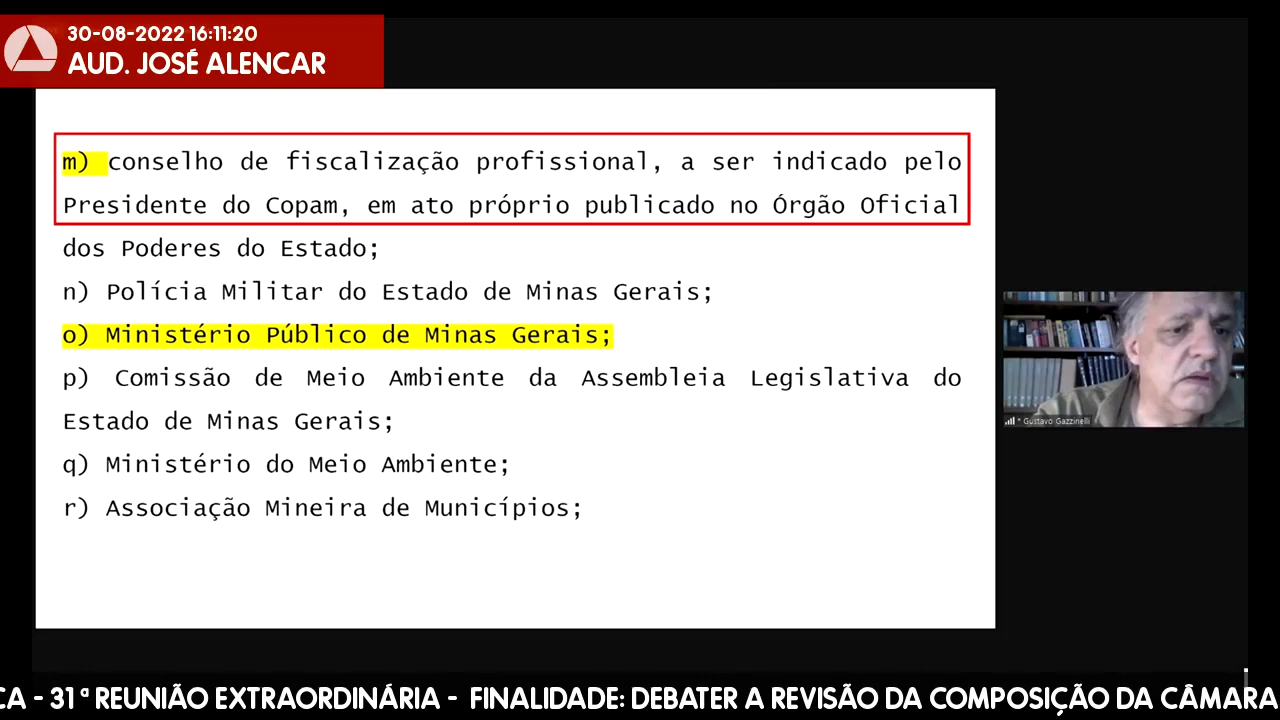 30-08-2022 16:11:20
AUD. JOSÉ ALENCAR
m) conselho de fiscalização profissional, a ser indicado pelo
Presidente do Copam, em ato próprio publicado no Órgão Oficial
dos Poderes do Estado;
n) Polícia Militar do Estado de Minas Gerais;
o) Ministério Público de Minas Gerais;
p) Comissão de Meio Ambiente da Assembleia Legislativa do
Estado de Minas Gerais;
q) Ministério do Meio Ambiente;
r) Associação Mineira de Municípios;
* Gustavo Gazzinelli
CA - 31ª REUNIÃO EXTRAORDINÁRIA - FINALIDADE: DEBATER A REVISÃO DA COMPOSIÇÃO DA CÂMARA